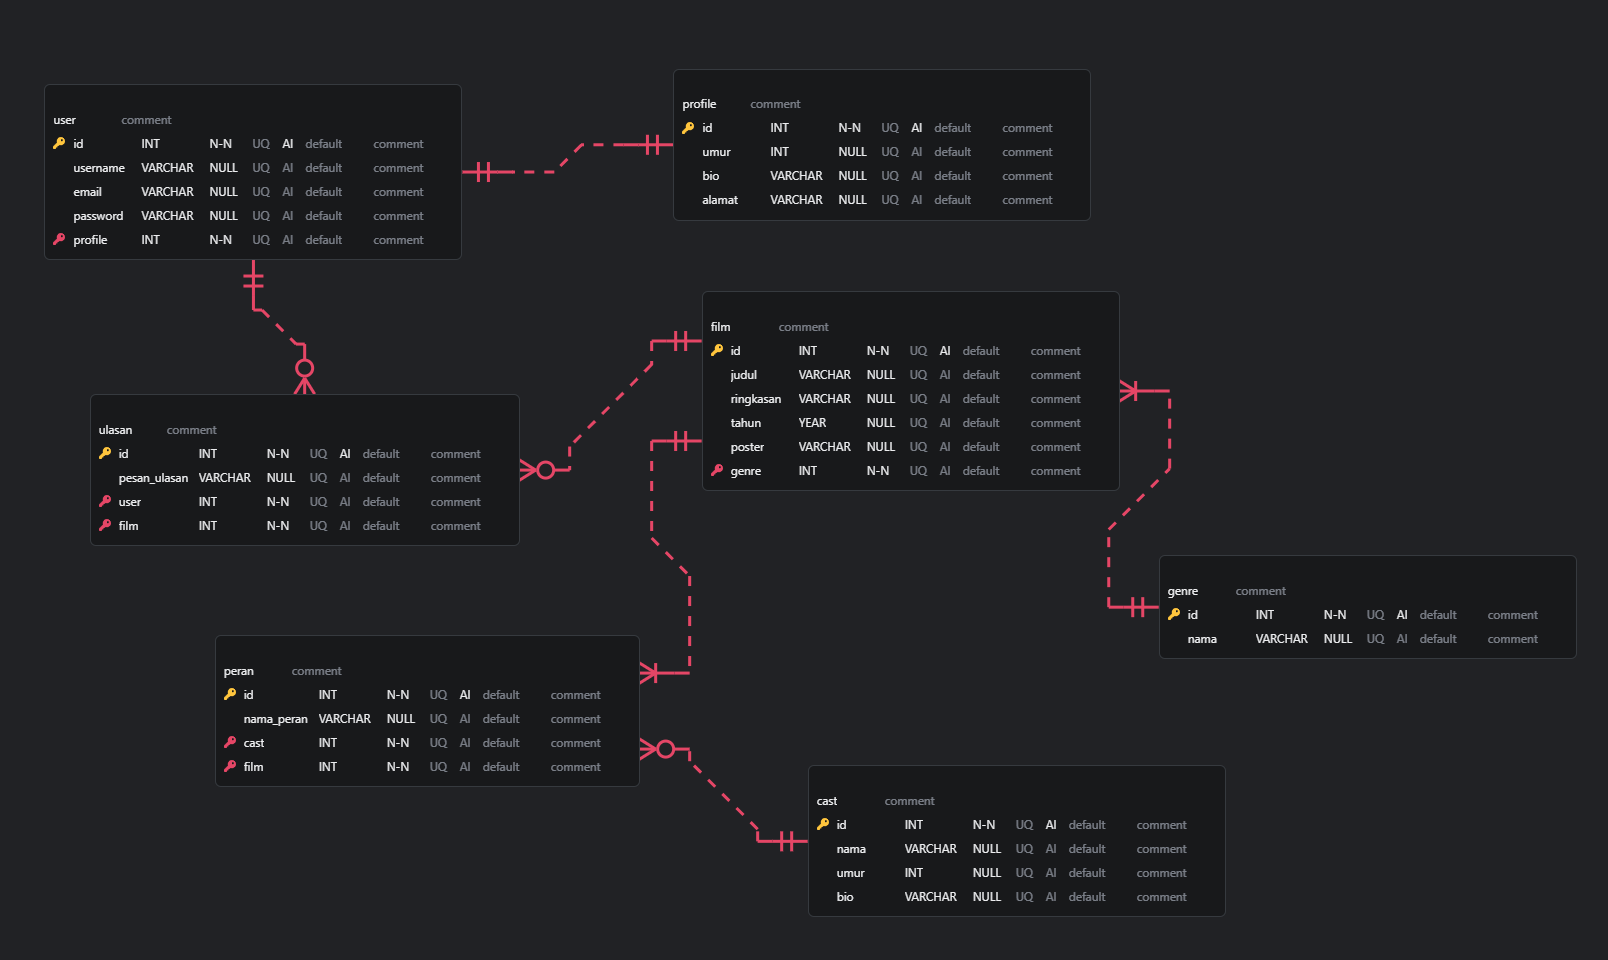 user comment
id INT N-N UQ AI default comment
username VARCHAR NULL UQ AI default comment
email VARCHAR NULL UQ AI default comment
password VARCHAR NULL UQ AI default comment
profile INT N-N UQ AI default comment
profile comment
id INT N-N UQ AI default comment
umur INT NULL UQ AI default comment
bio VARCHAR NULL UQ AI default comment
alamat VARCHAR NULL UQ AI default comment
film comment
id INT N-N UQ AI default comment
judul VARCHAR NULL UQ AI default comment
ringkasan VARCHAR NULL UQ AI default comment
tahun YEAR NULL UQ AI default comment
poster VARCHAR NULL UQ AI default comment
genre INT N-N UQ AI default comment
ulasan comment
id INT N-N UQ AI default comment
pesan_ulasan VARCHAR NULL UQ AI default comment
user INT N-N UQ AI default comment
film INT N-N UQ AI default comment
genre comment
id INT N-N UQ AI default comment
nama VARCHAR NULL UQ AI default comment
peran comment
id INT N-N UQ AI default comment
nama_peran VARCHAR NULL UQ AI default comment
cast INT N-N UQ AI default comment
film INT N-N UQ AI default comment
cast comment
id INT N-N UQ AI default comment
nama VARCHAR NULL UQ AI default comment
umur INT NULL UQ AI default comment
bio VARCHAR NULL UQ AI default comment